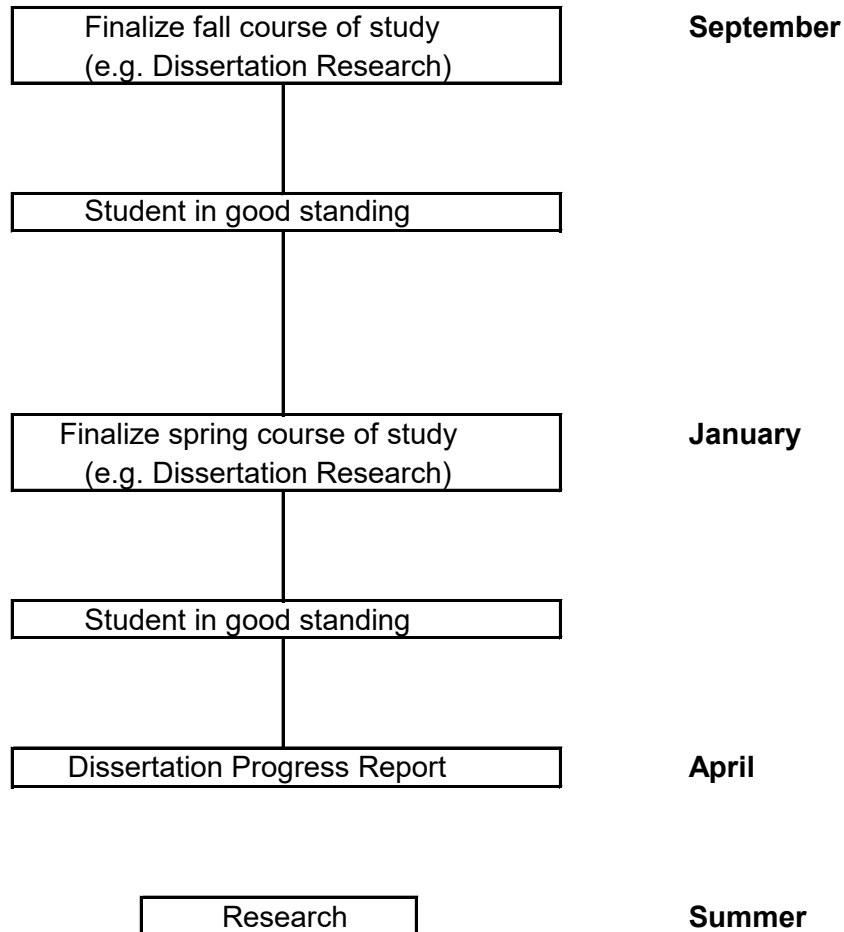 Finalize fall course of study September
(e.g. Dissertation Research)
Student in good standing
Finalize spring course of study January
(e.g. Dissertation Research)
Student in good standing
Dissertation Progress Report April
Research Summer